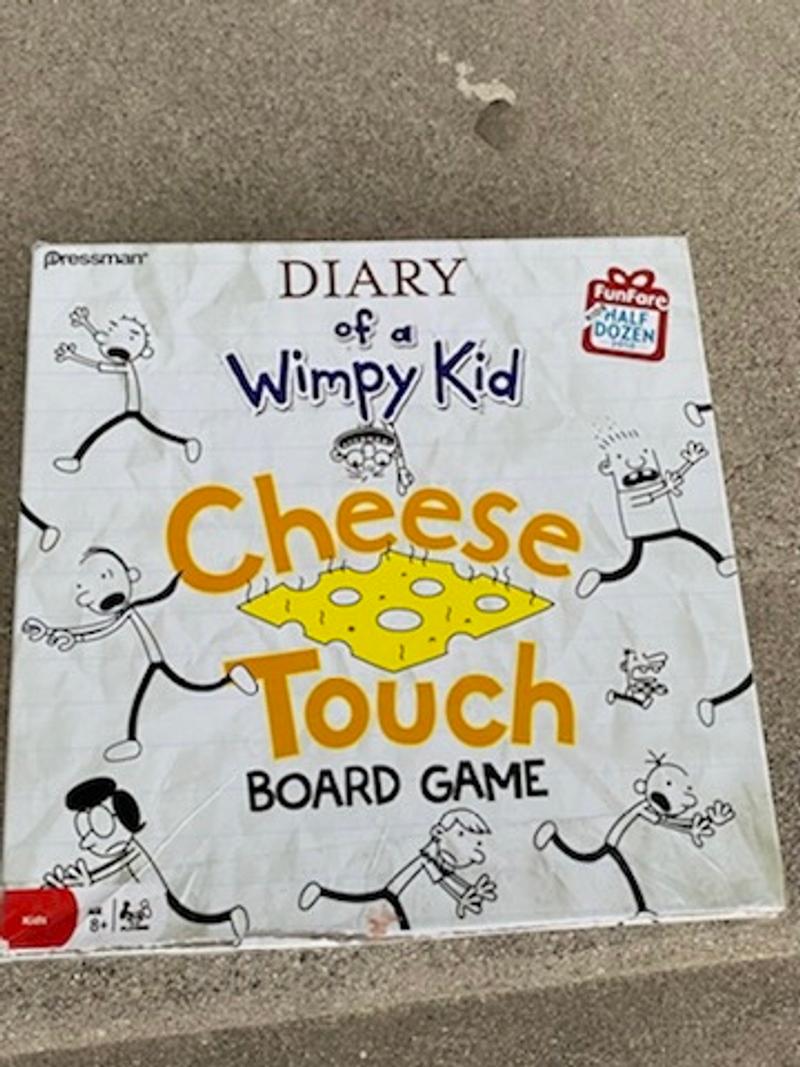 Pressman®
DIARY
of a
Wimpy Kid
FunFare
HALF
DOZEN
Cheese
Touch
BOARD GAME
Kids
8+